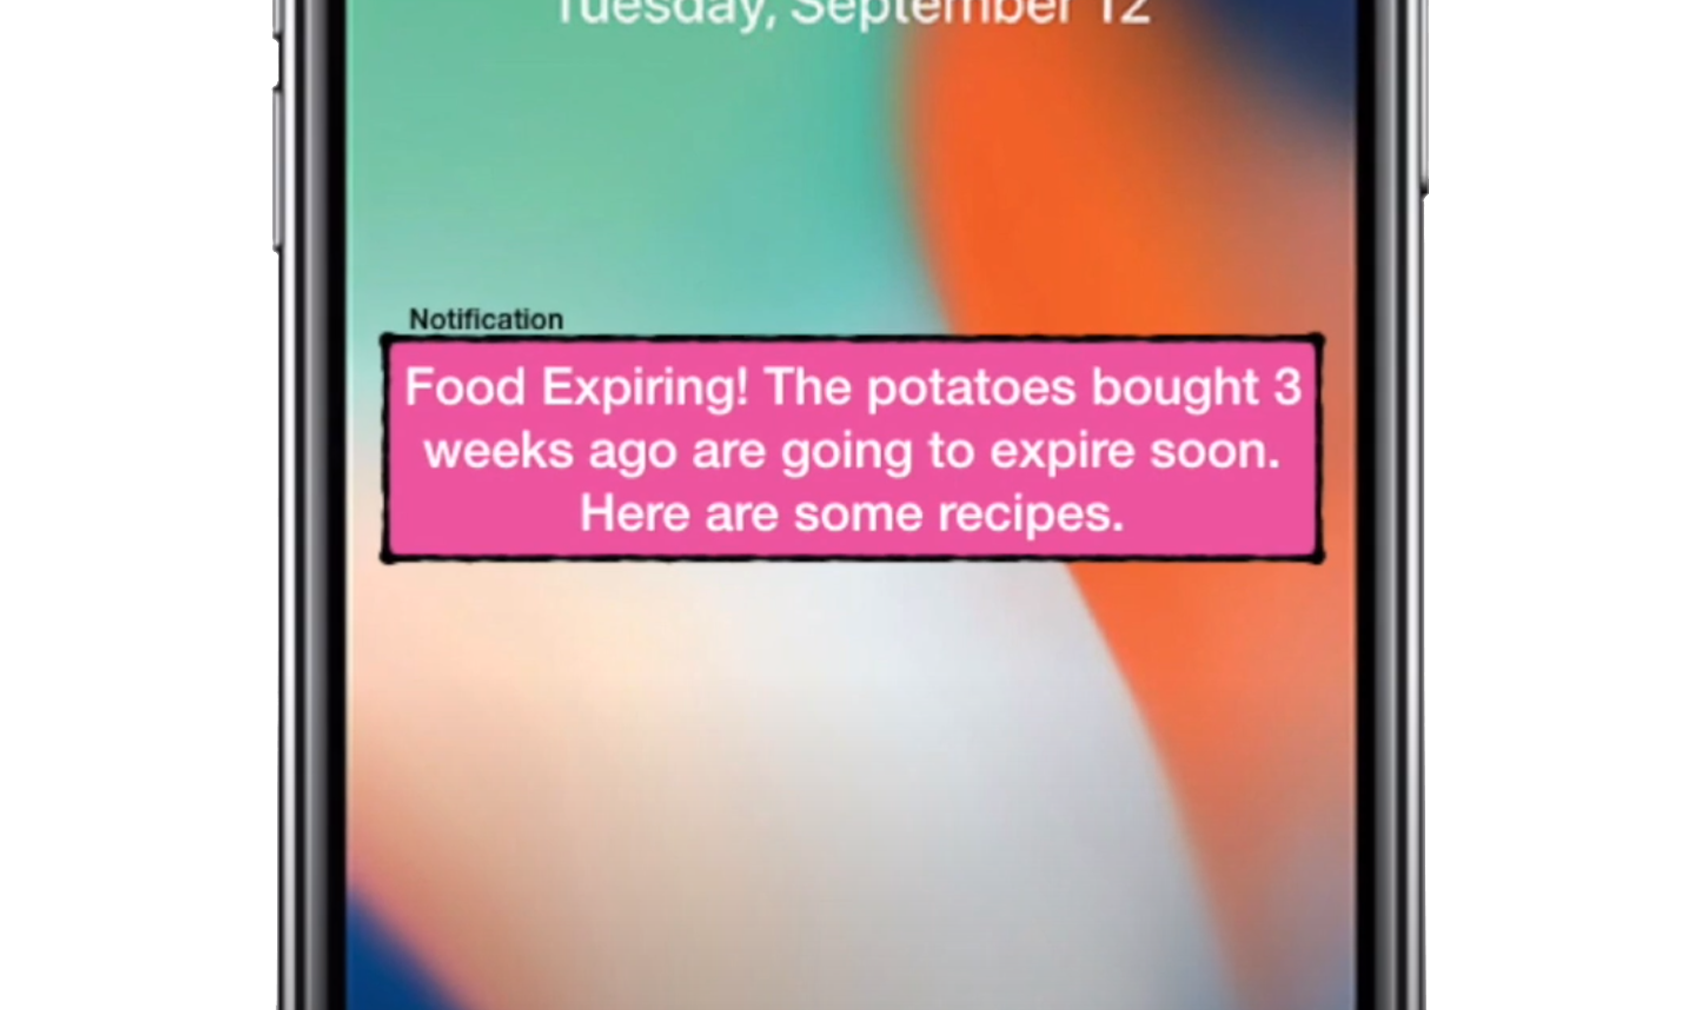 Tuesday, September 12
Notification
Food Expiring! The potatoes bought 3
weeks ago are going to expire soon.
Here are some recipes.